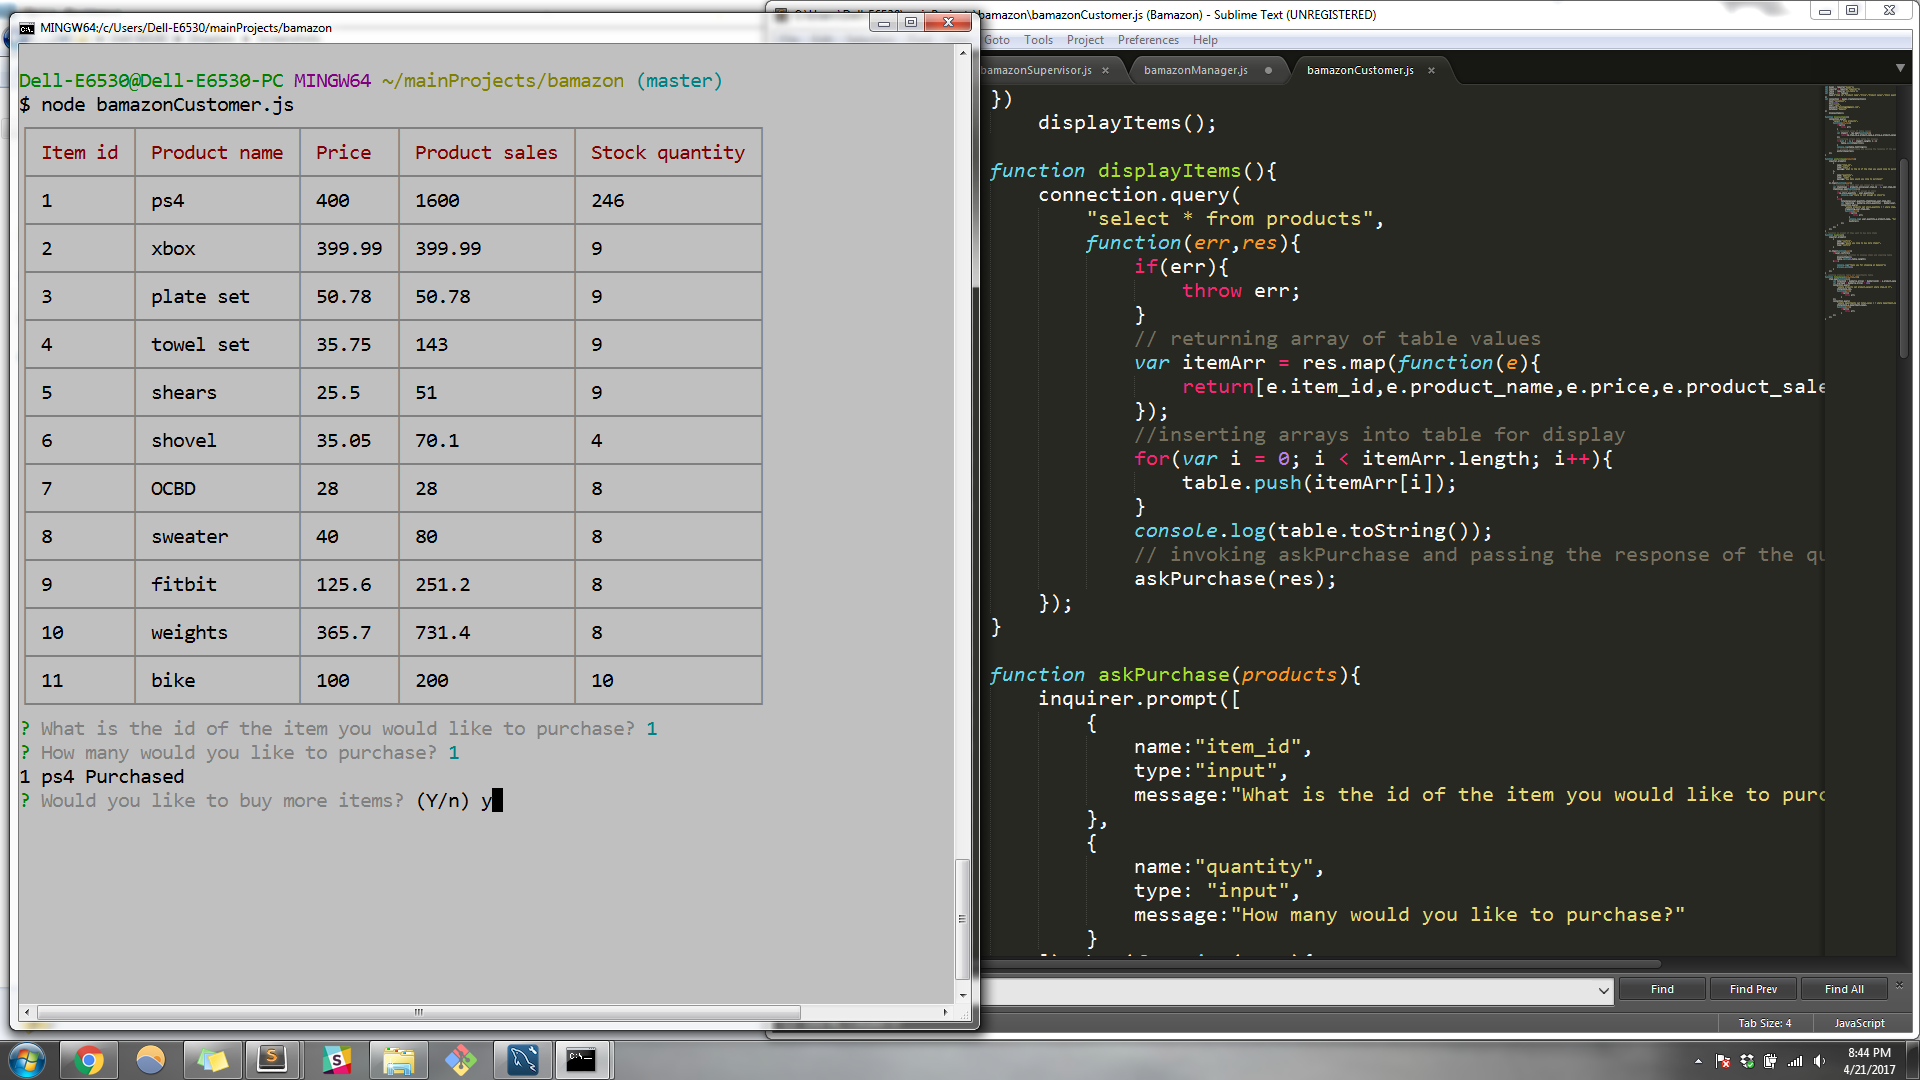 MINGW64:/c/Users/Dell-E6530/mainProjects/bamazon
Dell-E6530@Dell-E6530-PC MINGW64 ~/mainProjects/bamazon (master)
$ node bamazonCustomer.js
Item id Product name Price Product sales Stock quantity
1 ps4 400 1600 246
2 xbox 399.99 399.99 9
3 plate set 50.78 50.78 9
4 towel set 35.75 143 9
5 shears 25.5 51 9
6 shovel 35.05 70.1 4
7 OCBD 28 28 8
8 sweater 40 80 8
9 fitbit 125.6 251.2 8
10 weights 365.7 731.4 8
11 bike 100 200 10
? What is the id of the item you would like to purchase? 1
? How many would you like to purchase? 1
1 ps4 Purchased
? Would you like to buy more items? (Y/n) y
bamazon\bamazonCustomer.js (Bamazon) - Sublime Text (UNREGISTERED)
Goto Tools Project Preferences Help
bamazonSupervisor.js × bamazonManager.js bamazonCustomer.js ×
})
displayItems();
function displayItems(){
connection.query(
"select * from products",
function(err,res){
if(err){
throw err;
}
// returning array of table values
var itemArr = res.map(function(e){
return[e.item_id,e.product_name,e.price,e.product_sale
});
//inserting arrays into table for display
for(var i = 0; i < itemArr.length; i++){
table.push(itemArr[i]);
}
console.log(table.toString());
// invoking askPurchase and passing the response of the qu
askPurchase(res);
});
}
function askPurchase(products){
inquirer.prompt([
{
name:"item_id",
type:"input",
message:"What is the id of the item you would like to purc
},
{
name:"quantity",
type: "input",
message:"How many would you like to purchase?"
}
Find Find Prev Find All
Tab Size: 4 JavaScript
8:44 PM
4/21/2017